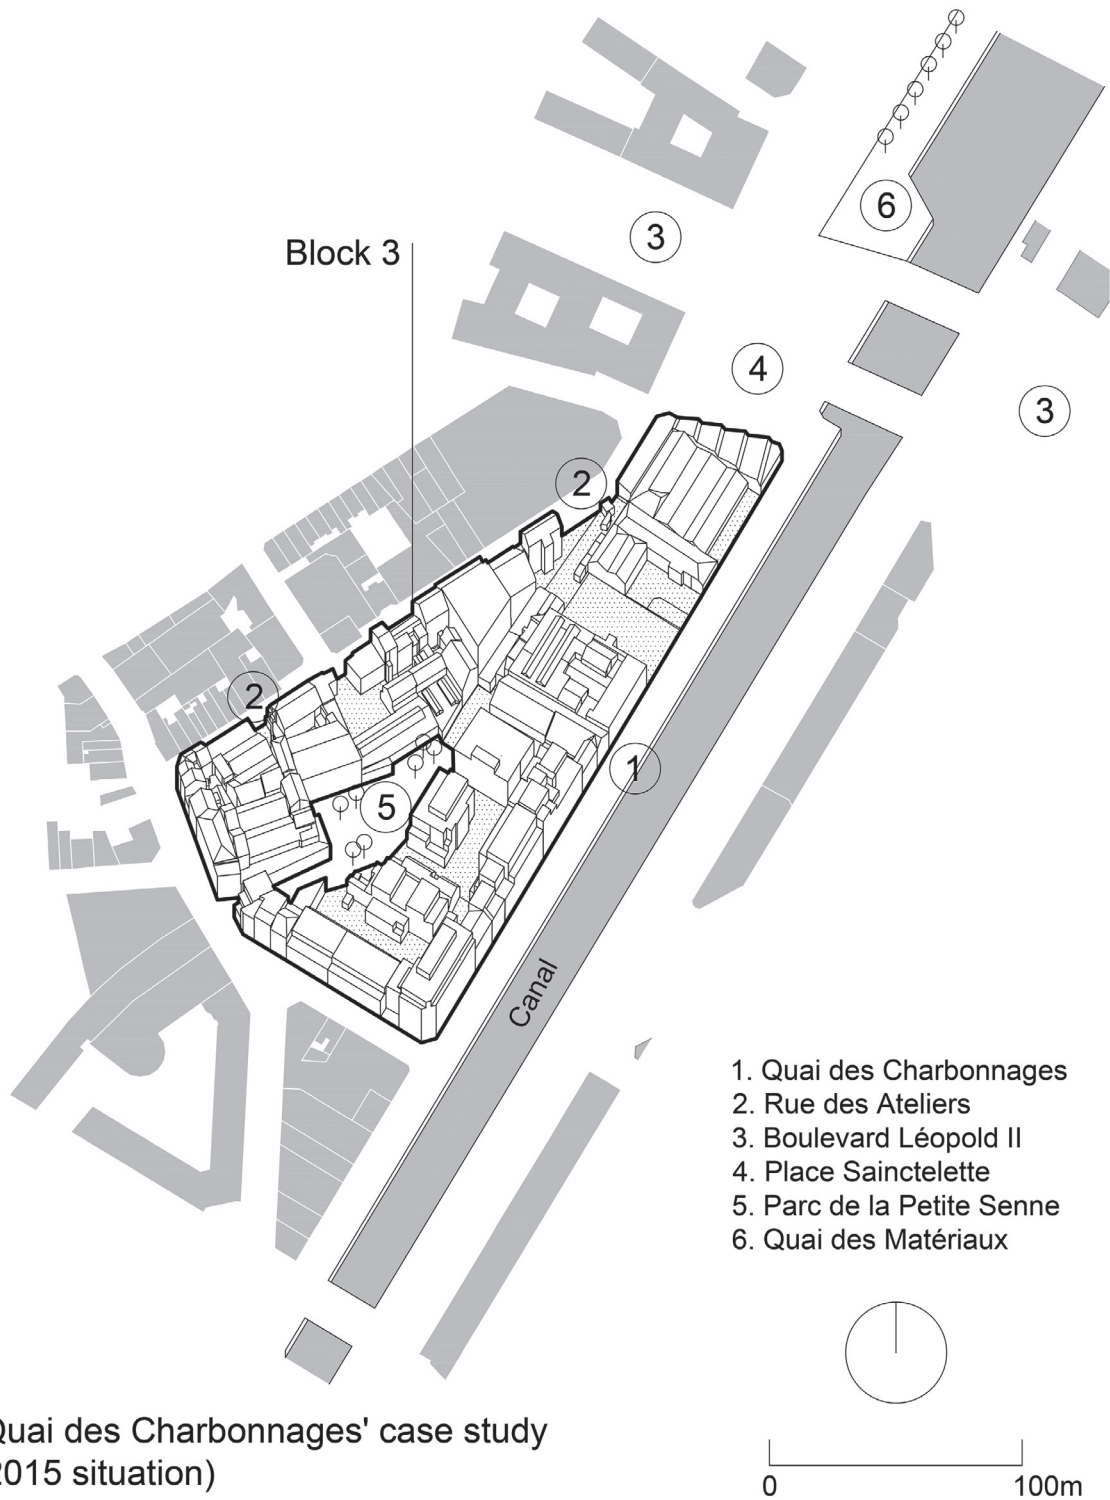 6
3
Block 3
4
3
2
2
1
5
Canal
1. Quai des Charbonnages
2. Rue des Ateliers
3. Boulevard Léopold II
4. Place Sainctelette
5. Parc de la Petite Senne
6. Quai des Matériaux
Quai des Charbonnages' case study
2015 situation)
0 100m